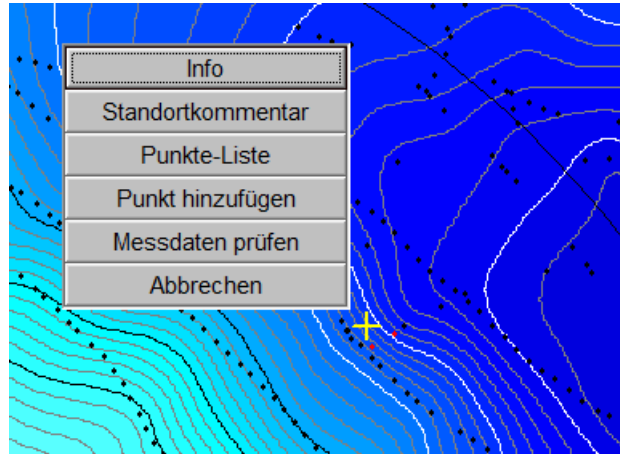 Info
Standortkommentar
Punkte-Liste
Punkt hinzufügen
Messdaten prüfen
Abbrechen